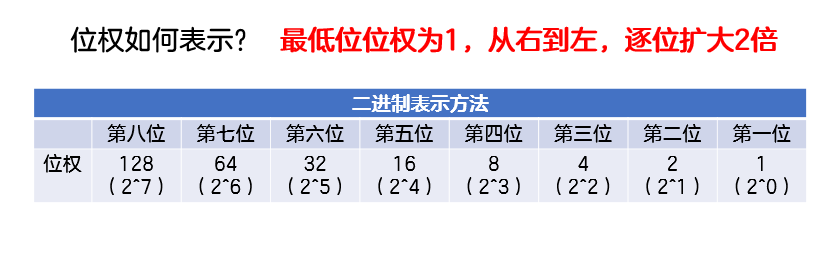 位权如何表示? 最低位位权为1，从右到左，逐位扩大2倍
二进制表示方法
第八位 第七位 第六位 第五位 第四位 第三位 第二位 第一位
位权 128 64 32 16 8 4 2 1
(2^7) (2^6) (2^5) (2^4) (2^3) (2^2) (2^1) (2^0)